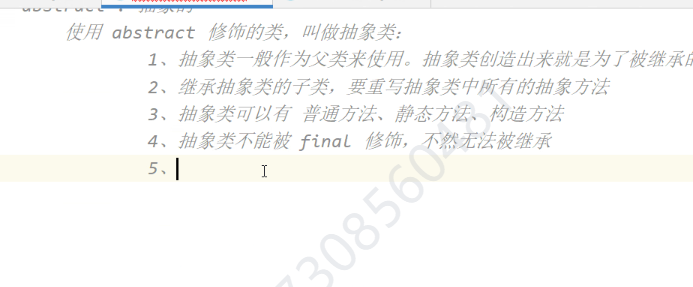 abstract : 抽象的
使用 abstract 修饰的类，叫做抽象类：
1、抽象类一般作为父类来使用。抽象类创造出来就是为了被继承的
2、继承抽象类的子类，要重写抽象类中所有的抽象方法
3、抽象类可以有 普通方法、静态方法、构造方法
4、抽象类不能被 final 修饰，不然无法被继承
5、
7308560481